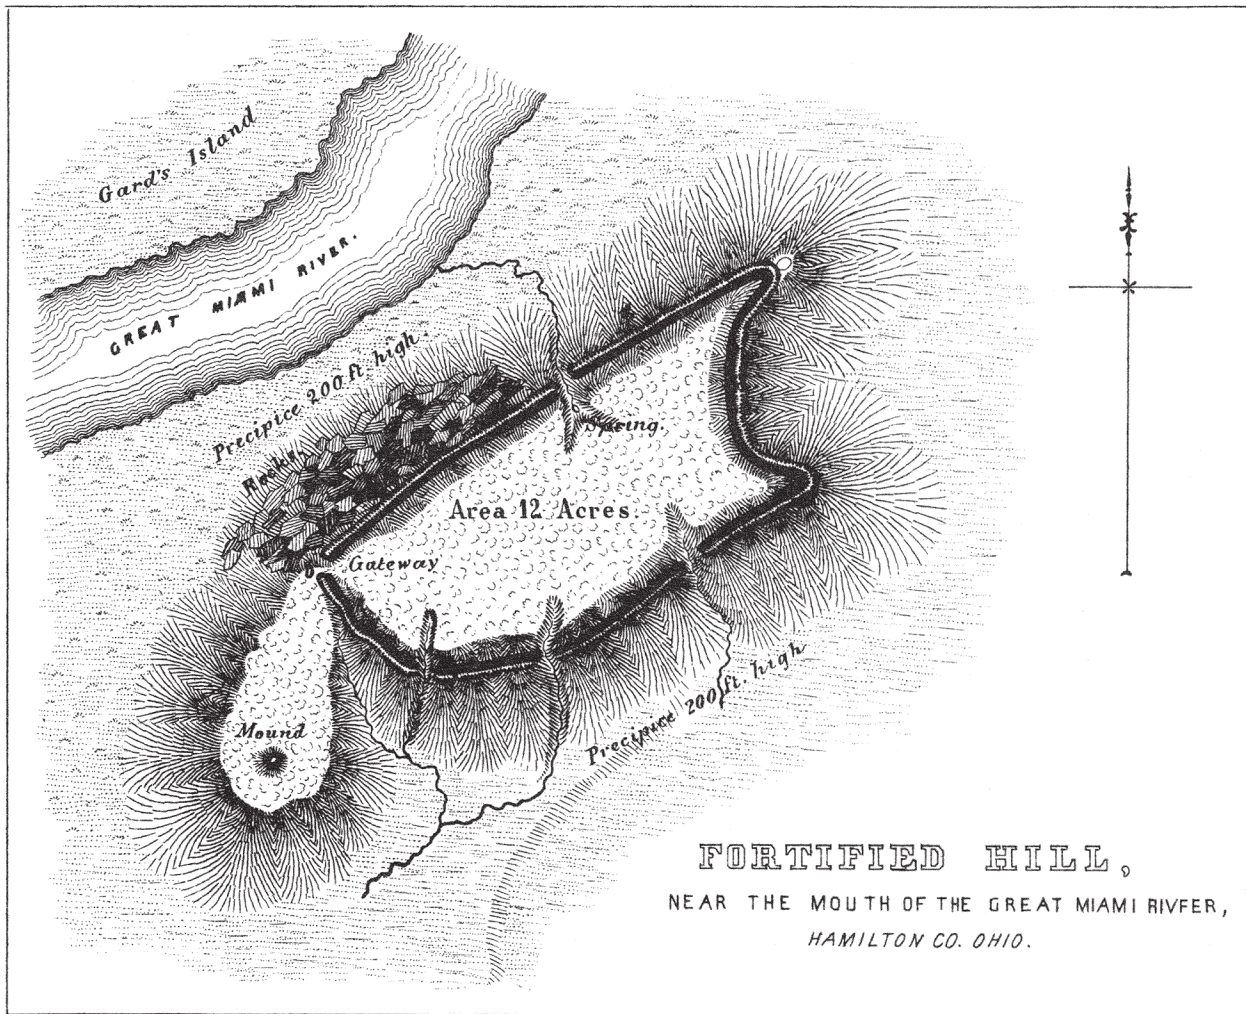 Gard's Island
GREAT MIAMI RIVER.
Precipice 200 ft. high.
Rocks
Spring.
Area 12 Acres.
Gateway
Mound
Precipice 200 ft. high
FORTIFIED HILL,
NEAR THE MOUTH OF THE GREAT MIAMI RIVFER,
HAMILTON CO. OHIO.